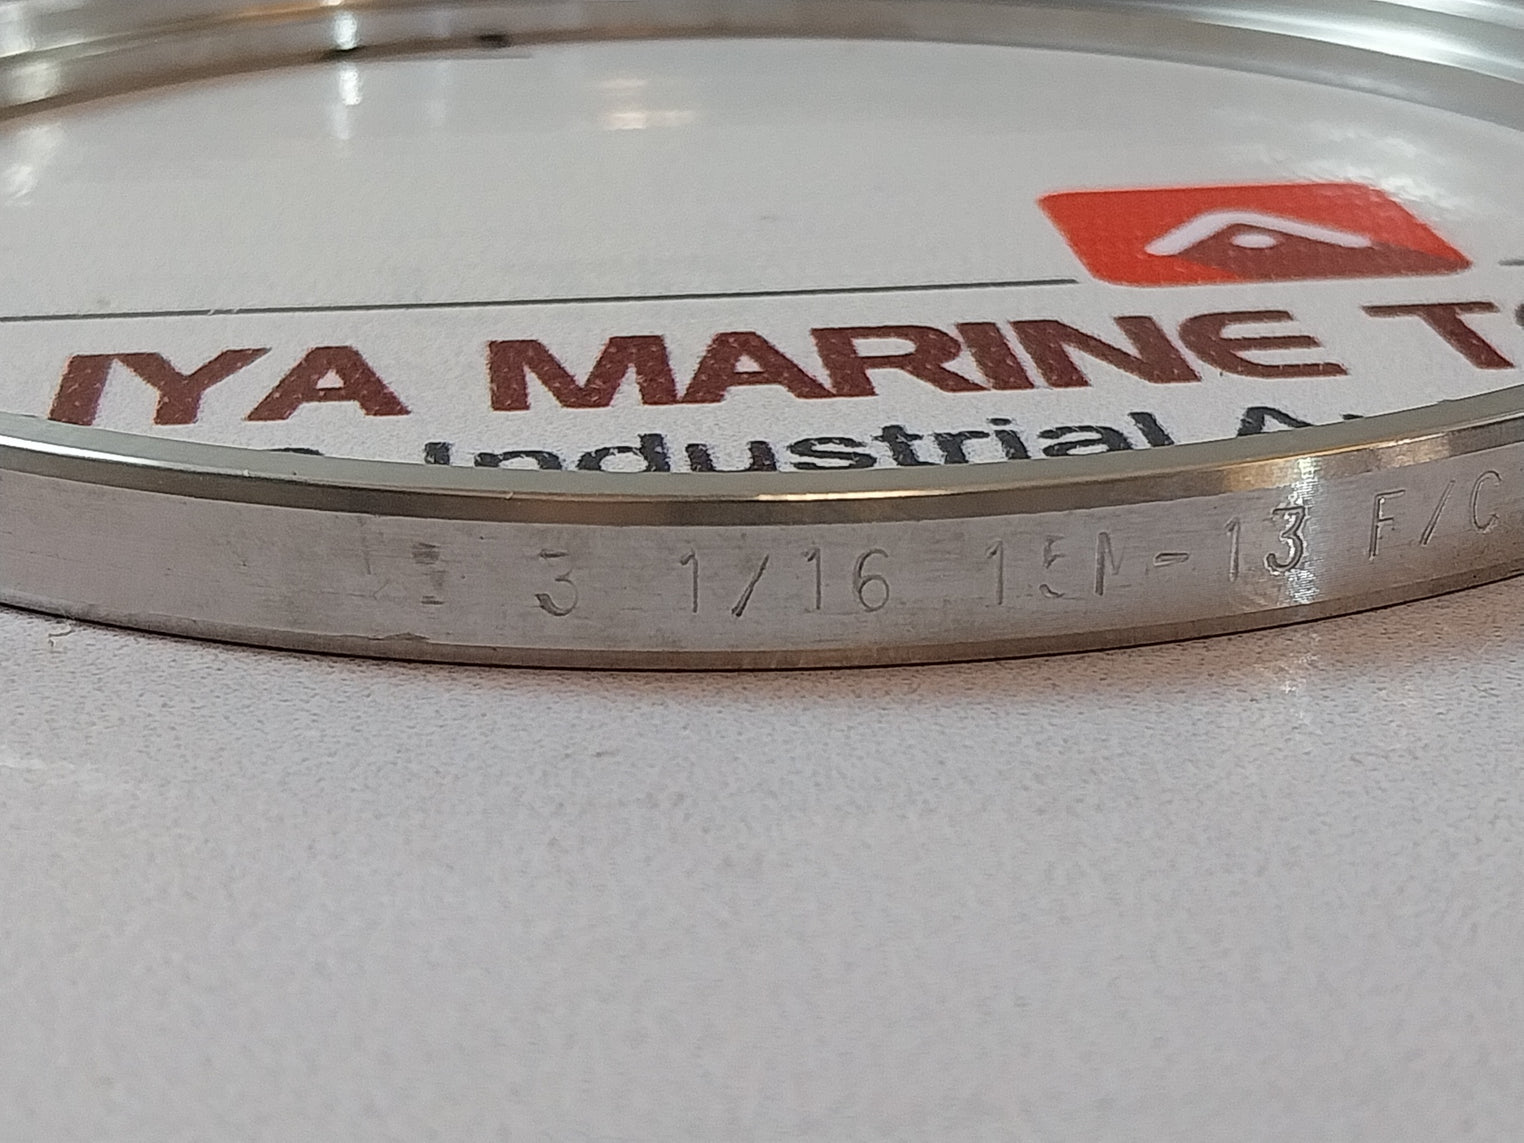 IYA MARINE T
Industrial A
3 1/16 15M-13 F/C